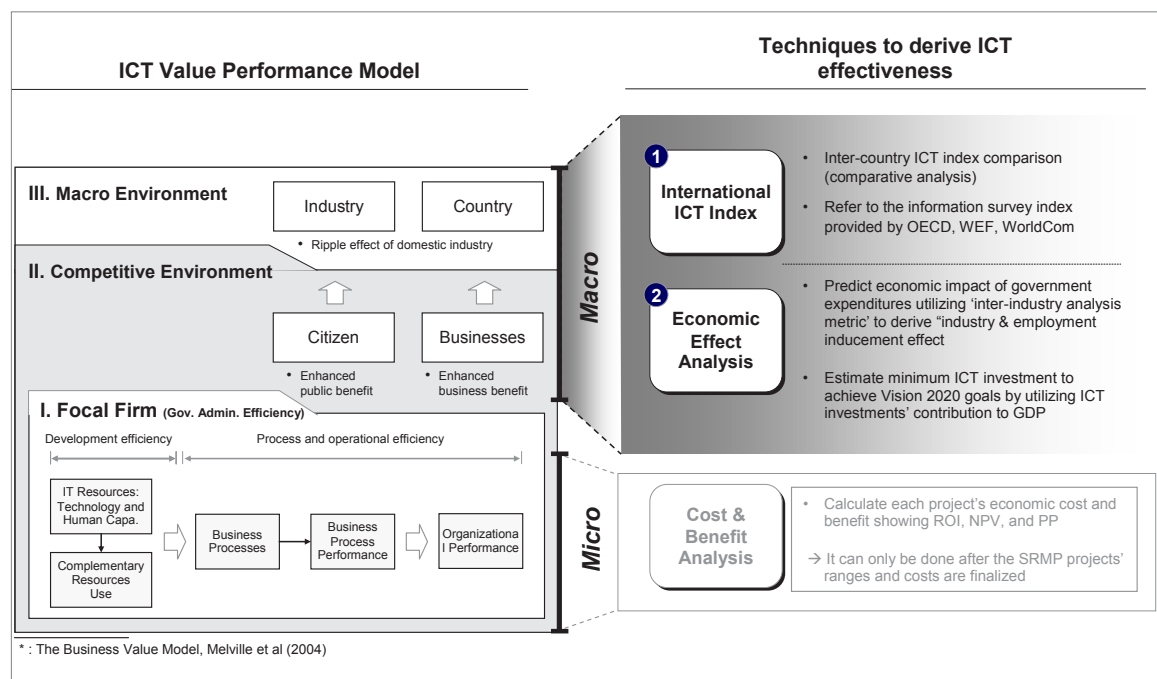 ICT Value Performance Model
Techniques to derive ICT
effectiveness
III. Macro Environment
Industry
Country
• Ripple effect of domestic industry
II. Competitive Environment
Citizen
Businesses
• Enhanced
public benefit
• Enhanced
business benefit
I. Focal Firm (Gov. Admin. Efficiency)
Development efficiency
Process and operational efficiency
IT Resources:
Technology and
Human Capa.
Complementary
Resources
Use
Business
Processes
Business
Process
Performance
Organizationa
l Performance
Macro
Micro
1
International
ICT Index
• Inter-country ICT index comparison
(comparative analysis)
• Refer to the information survey index
provided by OECD, WEF, WorldCom
2
Economic
Effect
Analysis
• Predict economic impact of government
expenditures utilizing ‘inter-industry analysis
metric’ to derive “industry & employment
inducement effect
• Estimate minimum ICT investment to
achieve Vision 2020 goals by utilizing ICT
investments’ contribution to GDP
Cost &
Benefit
Analysis
• Calculate each project’s economic cost and
benefit showing ROI, NPV, and PP
→ It can only be done after the SRMP projects’
ranges and costs are finalized
* : The Business Value Model, Melville et al (2004)